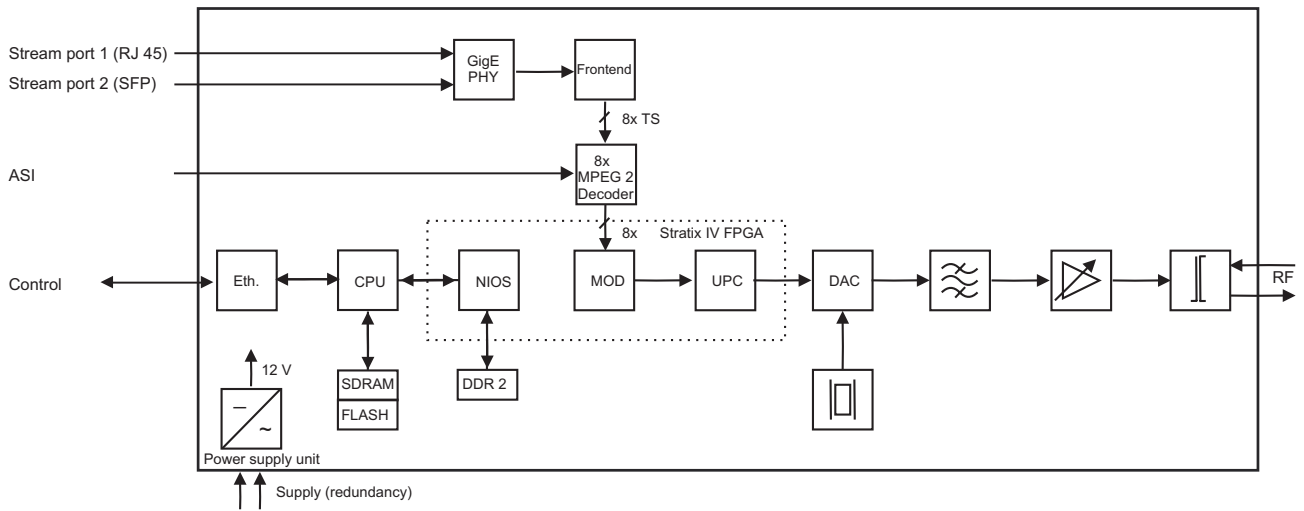 Stream port 1 (RJ 45)
Stream port 2 (SFP)
GigE
PHY
Frontend
8x TS
ASI
8x
MPEG 2
Decoder
8x
Stratix IV FPGA
Control
Eth.
CPU
NIOS
MOD
UPC
DAC
RF
12 V
SDRAM
FLASH
DDR 2
–
~
Power supply unit
Supply (redundancy)